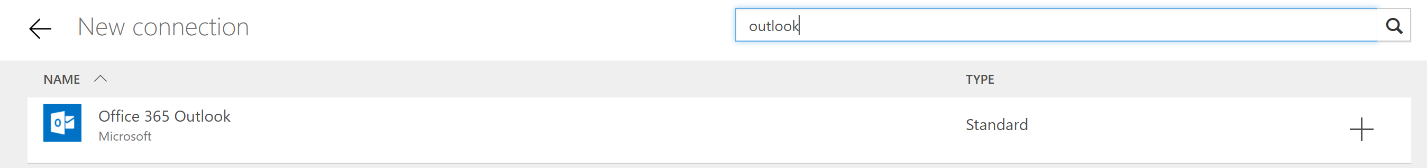 New connection
outlook
NAME
TYPE
Office 365 Outlook
Microsoft
Standard